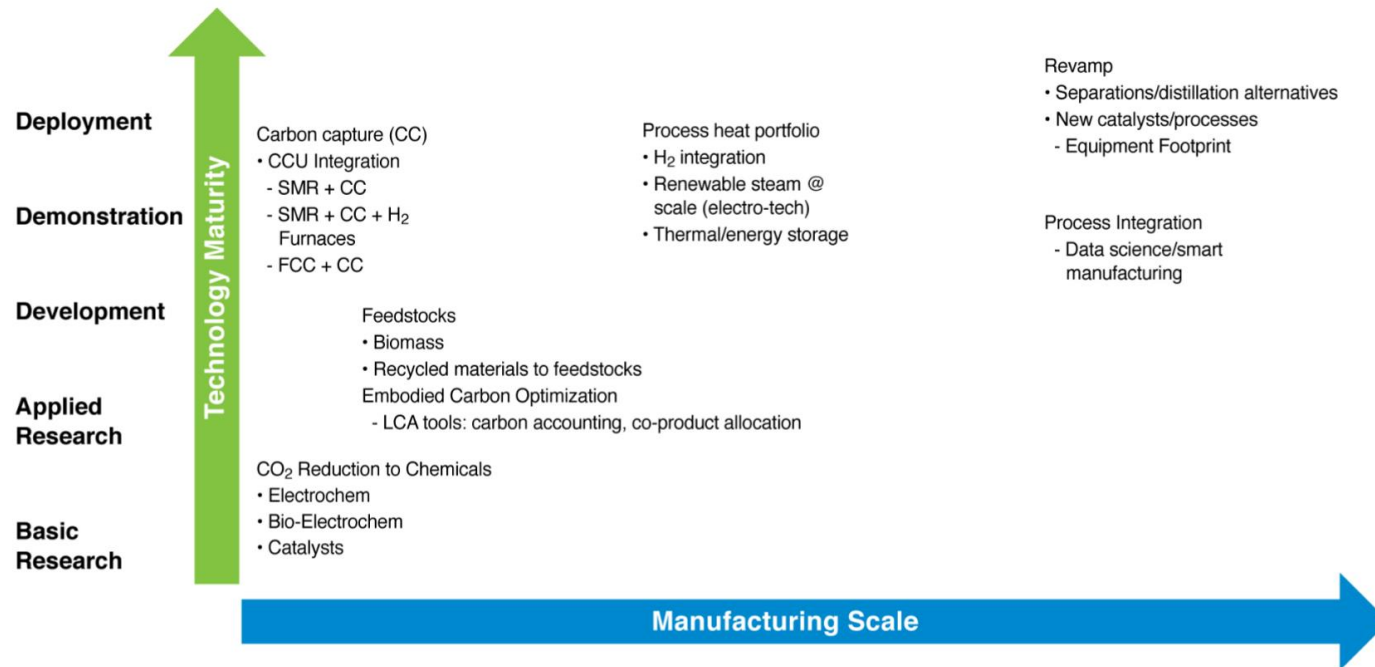 Deployment
Demonstration
Development
Applied
Research
Basic
Research
Technology Maturity
Carbon capture (CC)
• CCU Integration
- SMR + CC
- SMR + CC + H₂
Furnaces
- FCC + CC
Process heat portfolio
• H₂ integration
• Renewable steam @
scale (electro-tech)
• Thermal/energy storage
Revamp
• Separations/distillation alternatives
• New catalysts/processes
- Equipment Footprint
Process Integration
- Data science/smart
manufacturing
Feedstocks
• Biomass
• Recycled materials to feedstocks
Embodied Carbon Optimization
- LCA tools: carbon accounting, co-product allocation
CO₂ Reduction to Chemicals
• Electrochem
• Bio-Electrochem
• Catalysts
Manufacturing Scale